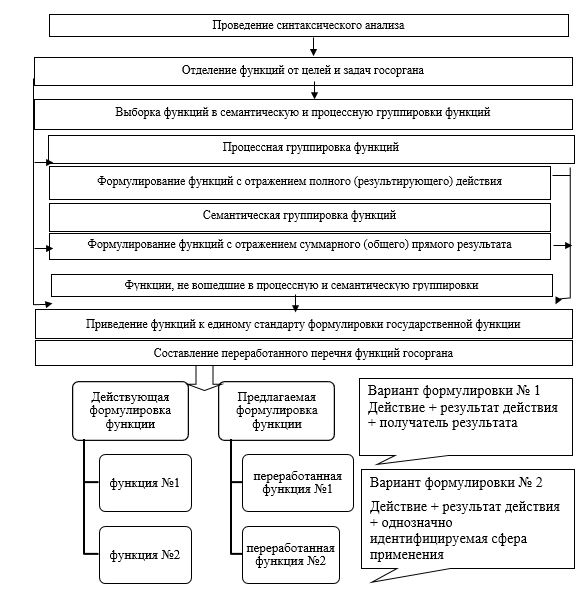 Проведение синтаксического анализа
Отделение функций от целей и задач госоргана
Выборка функций в семантическую и процессную группировки функций
Процессная группировка функций
Формулирование функций с отражением полного (результирующего) действия
Семантическая группировка функций
Формулирование функций с отражением суммарного (общего) прямого результата
Функции, не вошедшие в процессную и семантическую группировки
Приведение функций к единому стандарту формулировки государственной функции
Составление переработанного перечня функций госоргана
Действующая
формулировка
функции
функция №1
функция №2
Предлагаемая
формулировка
функции
переработанная
функция №1
переработанная
функция №2
Вариант формулировки № 1
Действие + результат действия
+ получатель результата
Вариант формулировки № 2
Действие + результат действия
+ однозначно
идентифицируемая сфера
применения